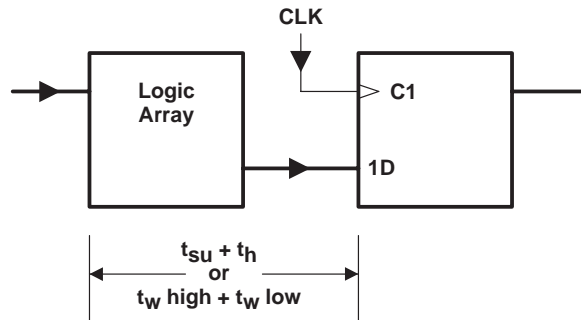 CLK
Logic
Array
C1
1D
tsu + th
or
tw high + tw low